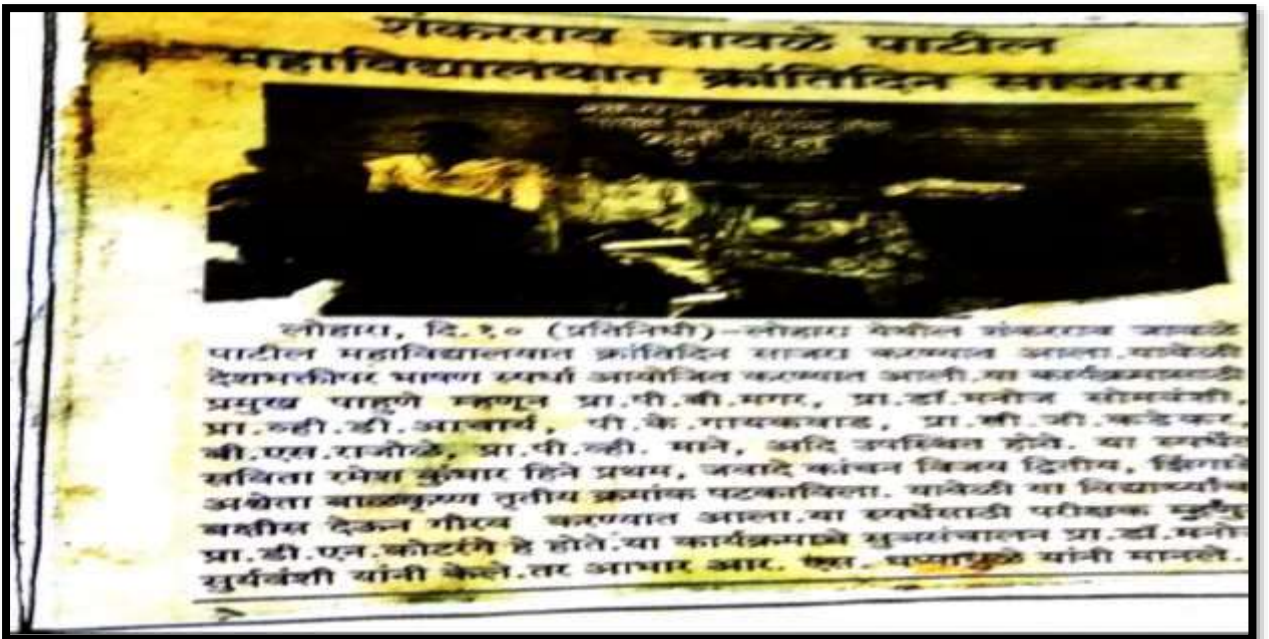 शंकरराव जावळे पाटील
महाविद्यालयात क्रांतिदिन साजरा
लोहारा, दि.१० (प्रतिनिधी)-लोहारा येथील शंकरराव जावळे
पाटील महाविद्यालयात क्रांतिदिन साजरा करण्यात आला.यावेळी
देशभक्तीपर भाषण स्पर्धा आयोजित करण्यात आली.या कार्यक्रमासाठी
प्रमुख पाहुणे म्हणून प्रा.पी.बी.मगर, प्रा.डॉ.मनोज सोमवंशी,
प्रा.व्ही.डी.आचार्य, पी.के.गायकवाड, प्रा.सी.जी.कडेकर,
बी.एस.राजोळे, प्रा.पी.व्ही. माने, आदि उपस्थित होते. या स्पर्धेत
सविता रमेश कुंभार हिने प्रथम, जवादे कांचन विजय द्वितीय,
बाळकृष्ण तृतीय क्रमांक पटकाविला. यावेळी या विद्यार्थ्यांच
बक्षीस देऊन गौरव करण्यात आला.या स्पर्धेसाठी परीक्षक म्हणु
प्रा.डी.एन.कोटरंगे हे होते.या कार्यक्रमाचे सुत्रसंचालन प्रा.डॉ.मनो
सुर्यवंशी यांनी केले.तर आभार आर. एस. यांनी मानले.